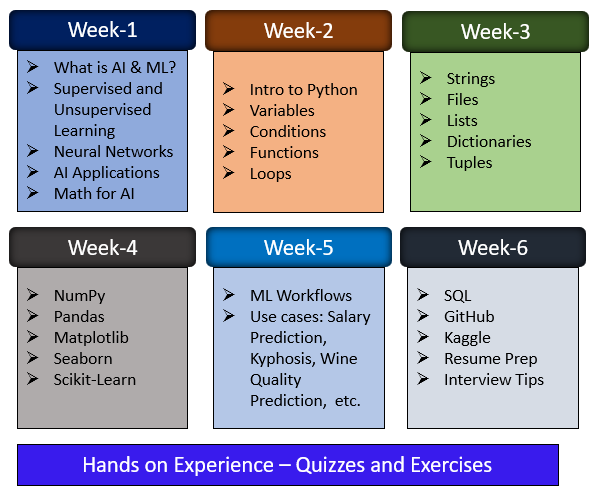 Week-1
What is AI & ML?
Supervised and
Unsupervised
Learning
Neural Networks
AI Applications
Math for AI
Week-2
Intro to Python
Variables
Conditions
Functions
Loops
Week-3
Strings
Files
Lists
Dictionaries
Tuples
Week-4
NumPy
Pandas
Matplotlib
Seaborn
Scikit-Learn
Week-5
ML Workflows
Use cases: Salary
Prediction,
Kyphosis, Wine
Quality
Prediction, etc.
Week-6
SQL
GitHub
Kaggle
Resume Prep
Interview Tips
Hands on Experience – Quizzes and Exercises